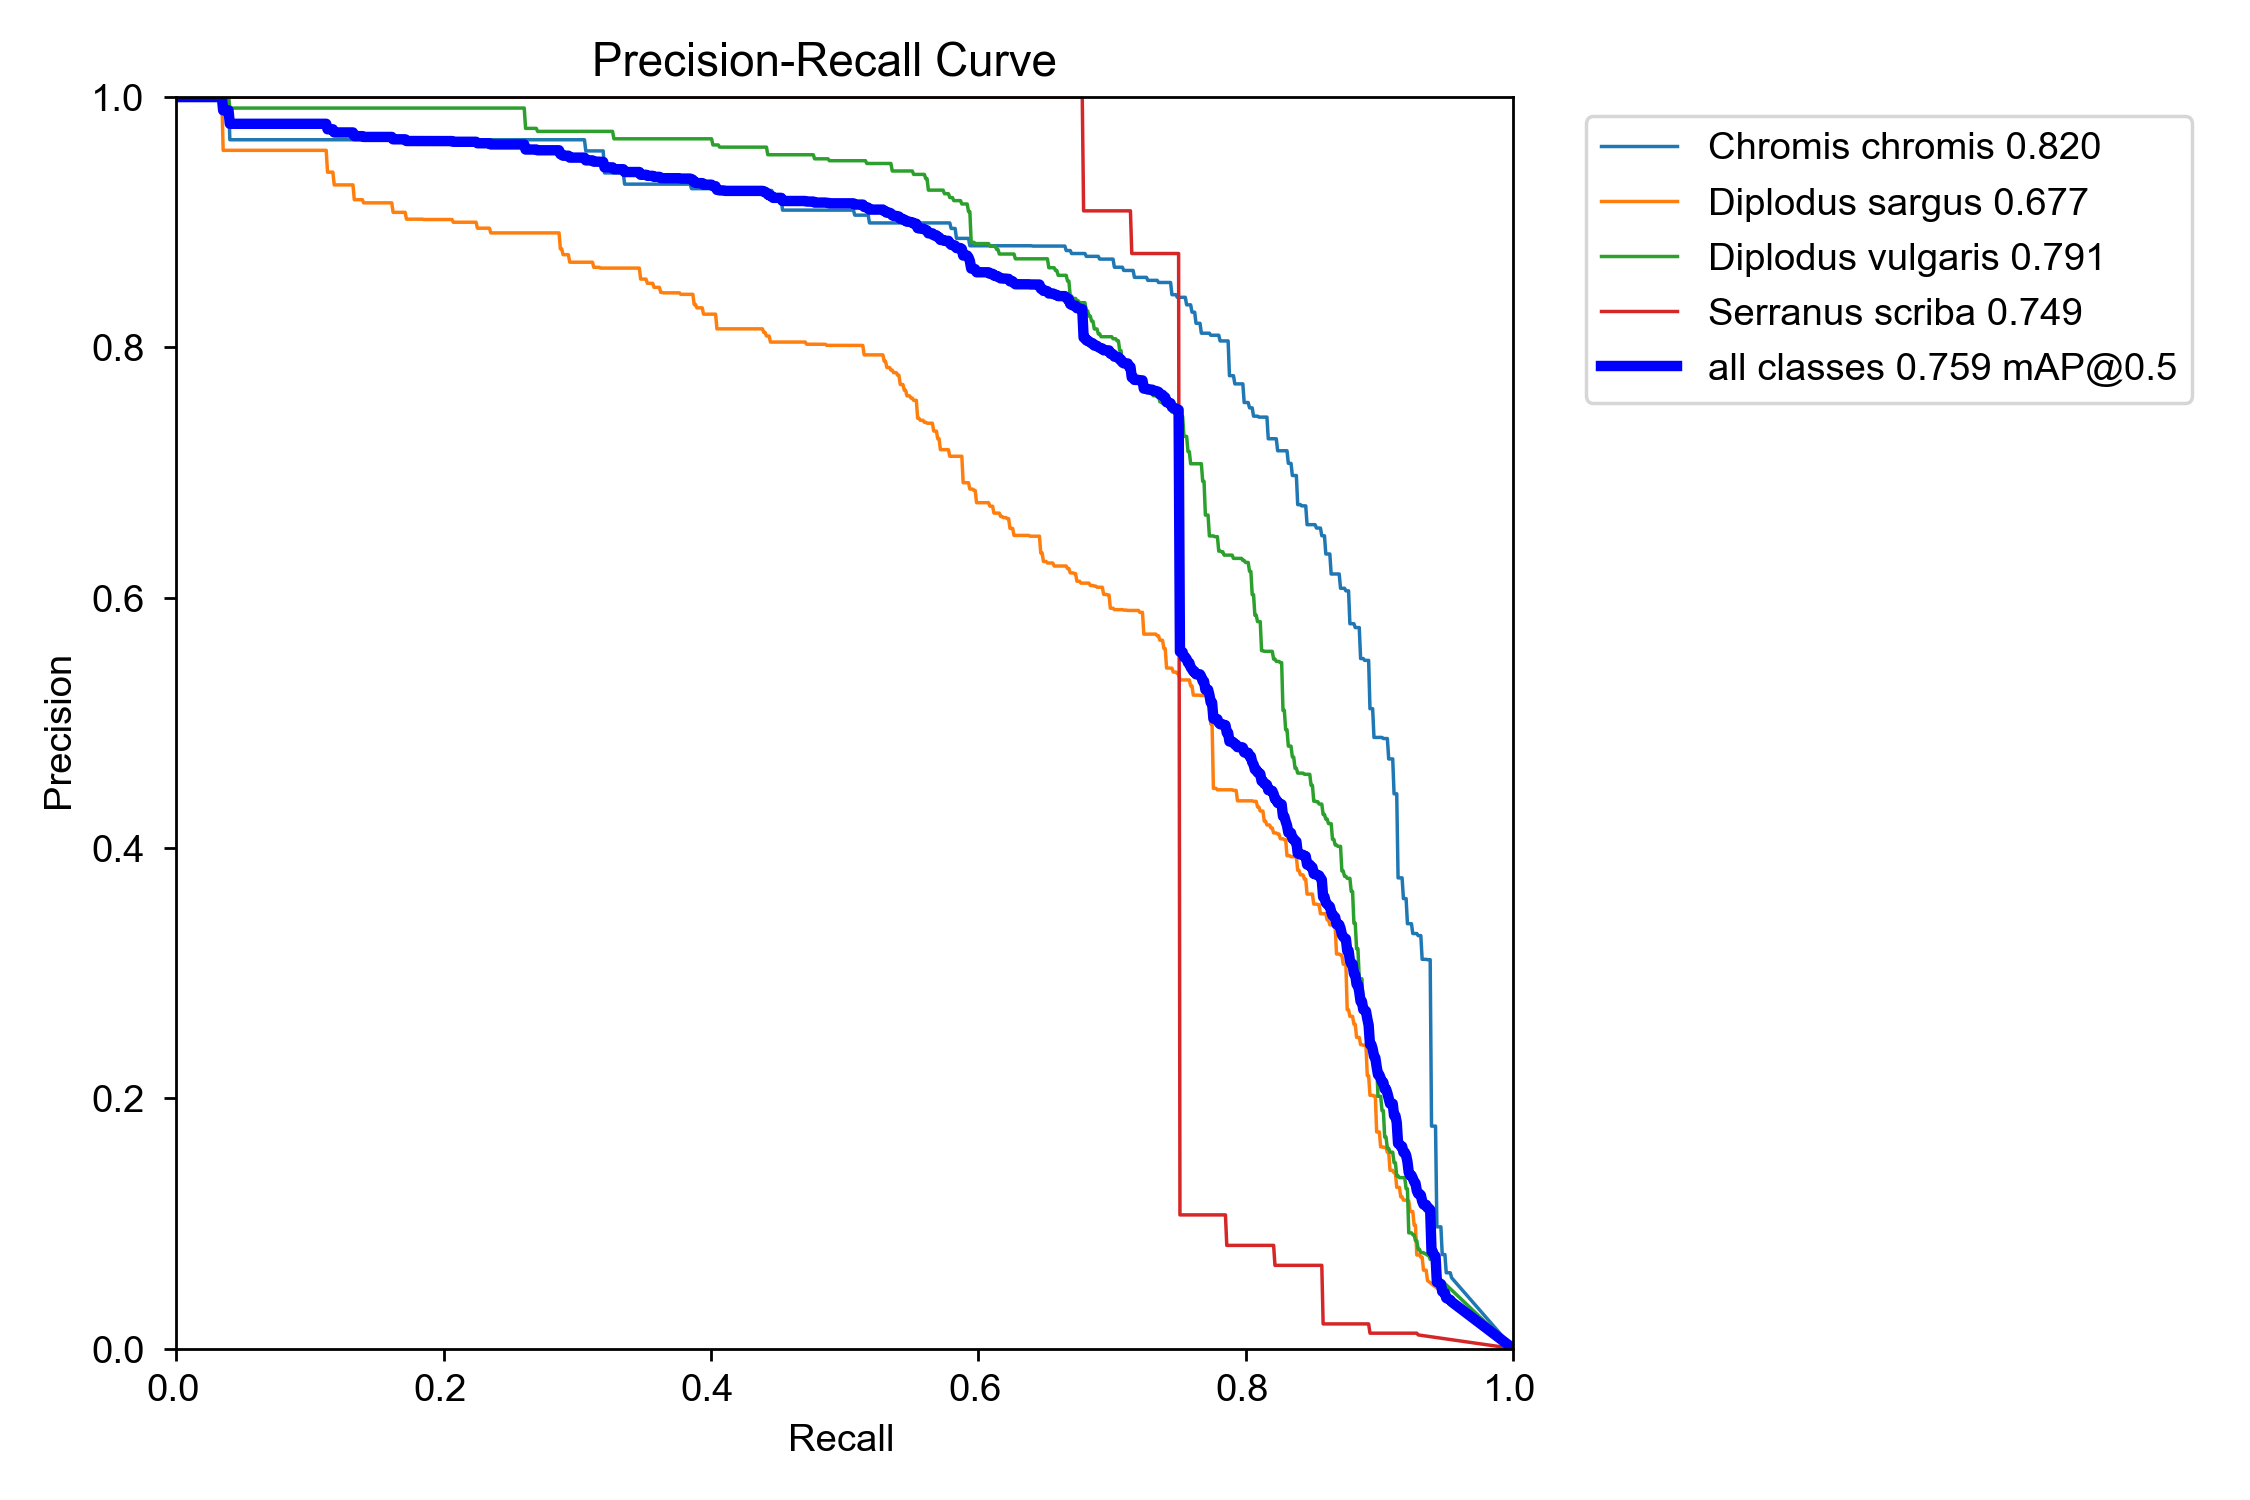 Precision-Recall Curve
1.0
0.8
0.6
0.4
0.2
0.0
Precision
0.0 0.2 0.4 0.6 0.8 1.0
Recall
Chromis chromis 0.820
Diplodus sargus 0.677
Diplodus vulgaris 0.791
Serranus scriba 0.749
all classes 0.759 mAP@0.5